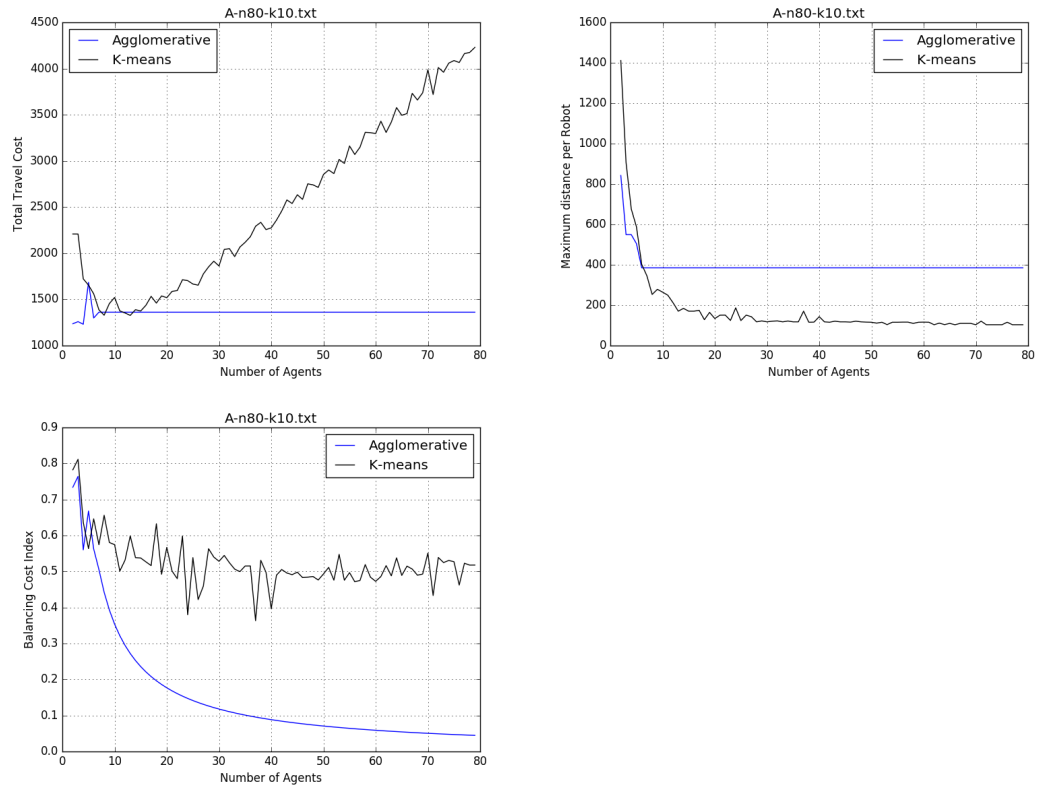 A-n80-k10.txt
Agglomerative
K-means
Total Travel Cost
4500
4000
3500
3000
2500
2000
1500
1000
0 10 20 30 40 50 60 70 80
Number of Agents
A-n80-k10.txt
Agglomerative
K-means
Maximum distance per Robot
1600
1400
1200
1000
800
600
400
200
0
0 10 20 30 40 50 60 70 80
Number of Agents
A-n80-k10.txt
Agglomerative
K-means
Balancing Cost Index
0.9
0.8
0.7
0.6
0.5
0.4
0.3
0.2
0.1
0.0
0 10 20 30 40 50 60 70 80
Number of Agents